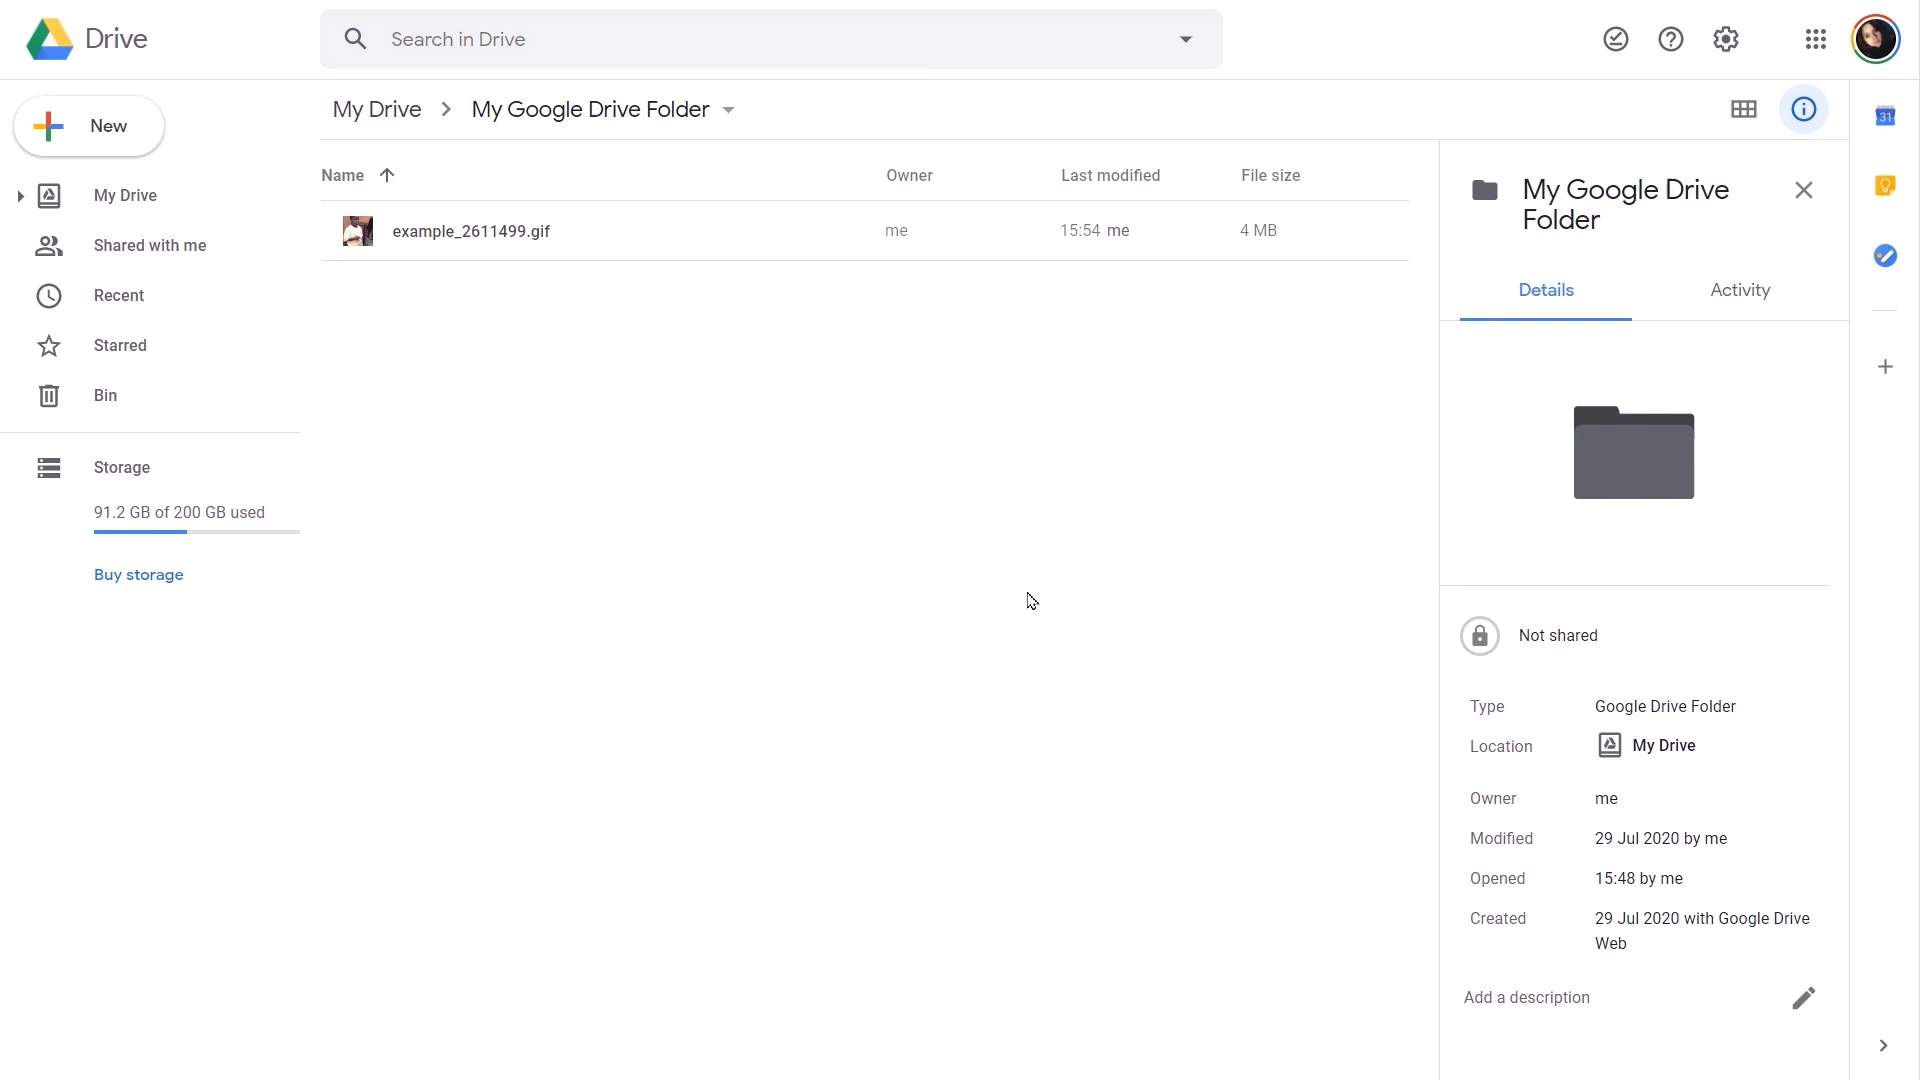 Drive
Search in Drive
New
My Drive
Shared with me
Recent
Starred
Bin
Storage
91.2 GB of 200 GB used
Buy storage
My Drive > My Google Drive Folder
Name Owner Last modified File size
example_2611499.gif me 15:54 me 4 MB
My Google Drive
Folder
Details Activity
Not shared
Type Google Drive Folder
Location My Drive
Owner me
Modified 29 Jul 2020 by me
Opened 15:48 by me
Created 29 Jul 2020 with Google Drive
Web
Add a description
31